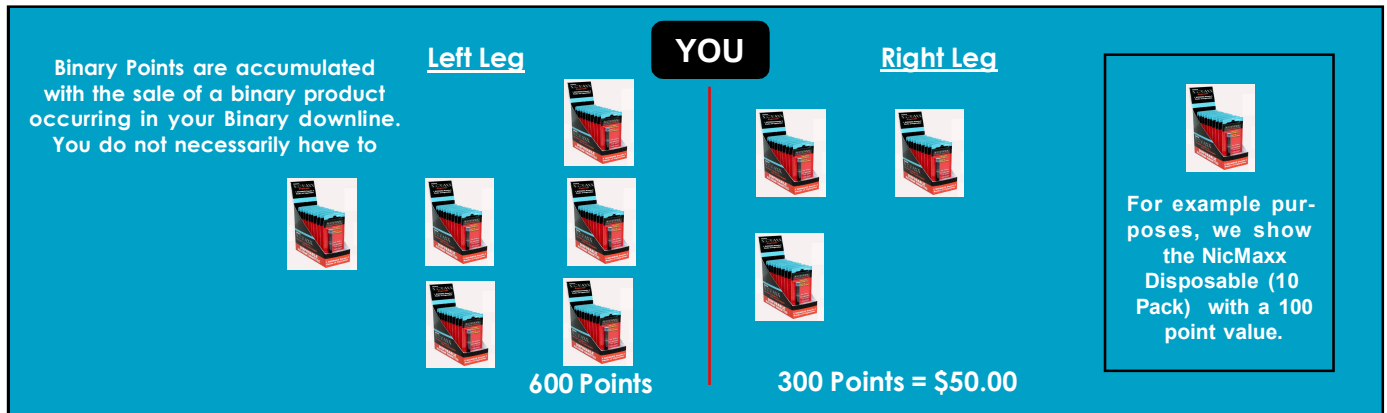 YOU
Left Leg
Right Leg
Binary Points are accumulated
with the sale of a binary product
occurring in your Binary downline.
You do not necessarily have to
For example pur-
poses, we show
the NicMaxx
Disposable (10
Pack) with a 100
point value.
600 Points
300 Points = $50.00